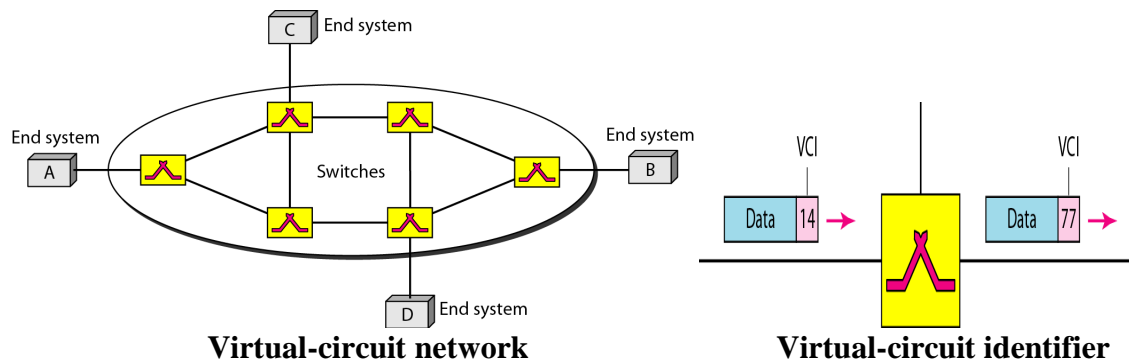 C
End system
End system
A
Switches
End system
B
D
End system
Virtual-circuit network
VCI
VCI
Data
14
Data
77
Virtual-circuit identifier